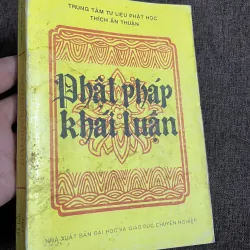 TRUNG TÂM TƯ LIỆU PHẬT HỌC
THÍCH ẤN THUẬN
Phật pháp
khái luận
NHÀ XUẤT BẢN ĐẠI HỌC VÀ GIÁO DỤC CHUYÊN NGHIỆP